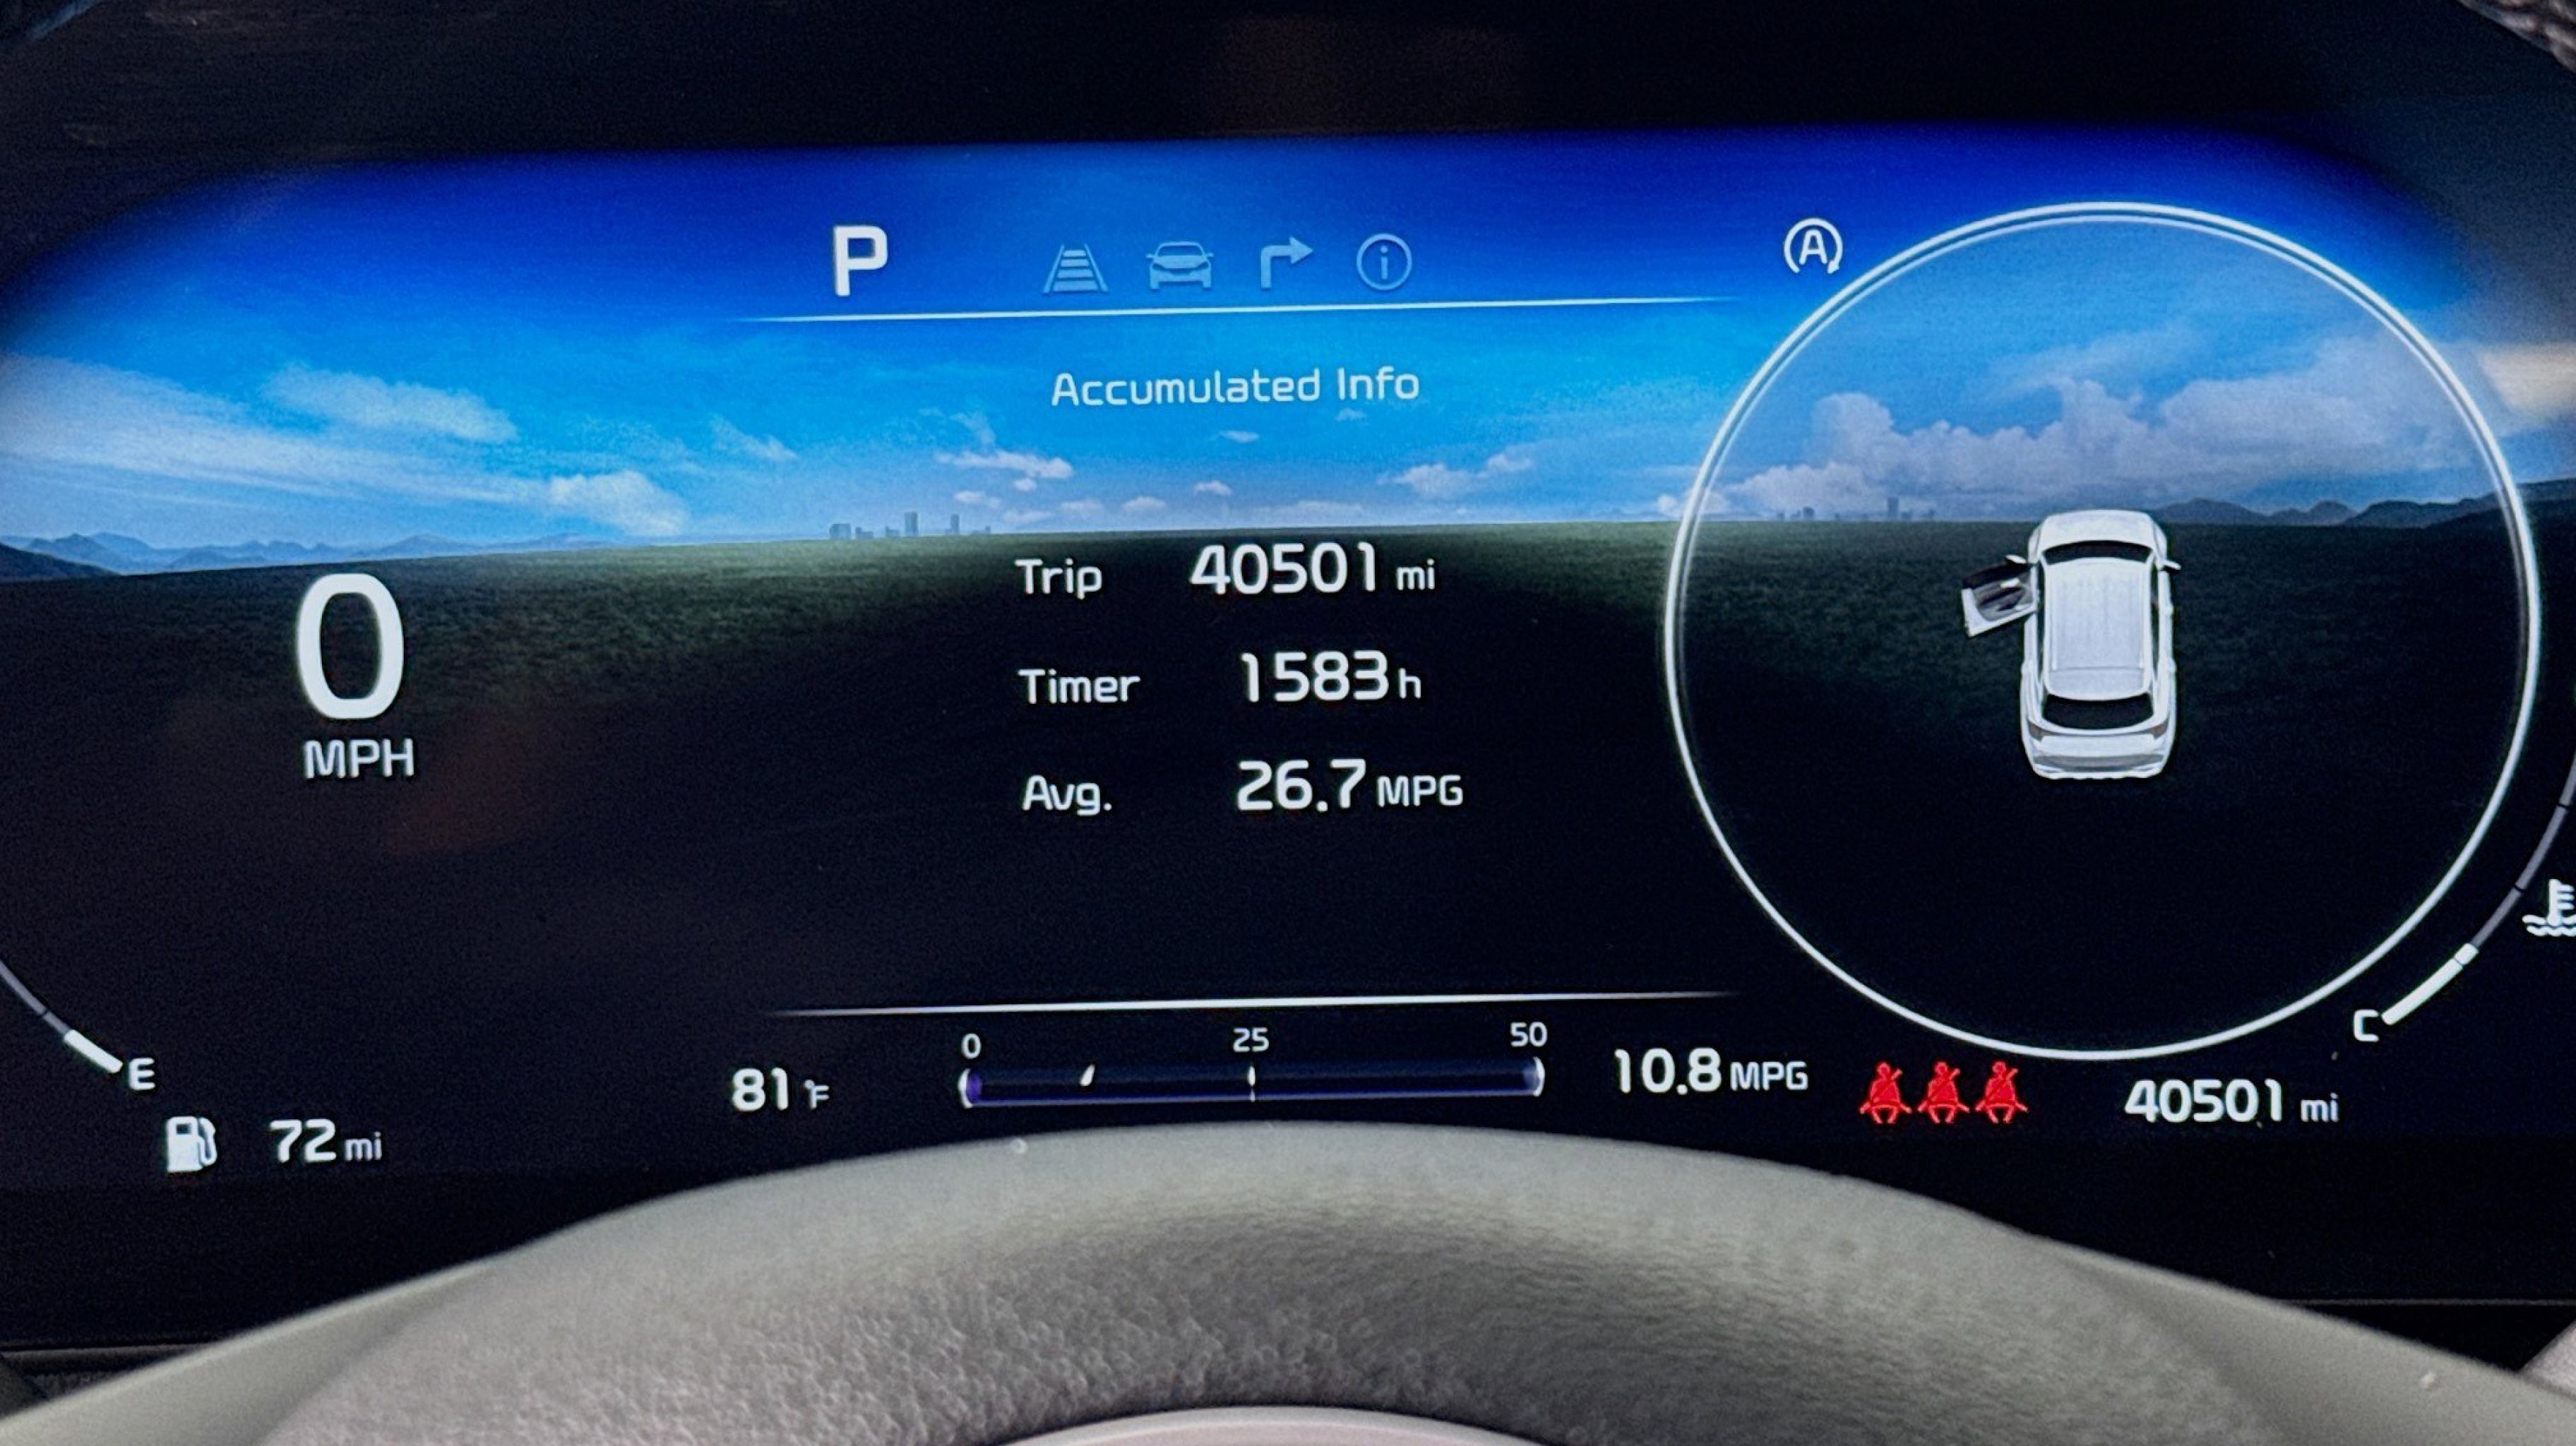 P
Accumulated Info
Trip 40501 mi
Timer 1583 h
Avg. 26.7 MPG
0
MPH
E
72 mi
81 °F
0 25 50
10.8 MPG
A
C
40501 mi